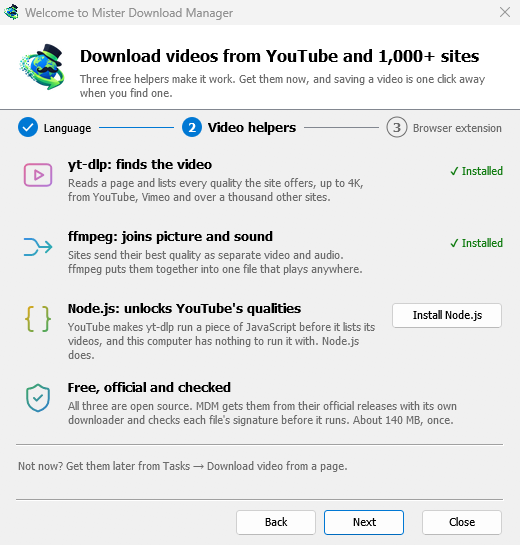 Welcome to Mister Download Manager
Download videos from YouTube and 1,000+ sites
Three free helpers make it work. Get them now, and saving a video is one click away
when you find one.
Language
2
Video helpers
3
Browser extension
yt-dlp: finds the video
Reads a page and lists every quality the site offers, up to 4K,
from YouTube, Vimeo and over a thousand other sites.
✓ Installed
ffmpeg: joins picture and sound
Sites send their best quality as separate video and audio.
ffmpeg puts them together into one file that plays anywhere.
✓ Installed
Node.js: unlocks YouTube's qualities
YouTube makes yt-dlp run a piece of JavaScript before it lists its
videos, and this computer has nothing to run it with. Node.js
does.
Install Node.js
Free, official and checked
All three are open source. MDM gets them from their official releases with its own
downloader and checks each file's signature before it runs. About 140 MB, once.
Not now? Get them later from Tasks → Download video from a page.
Back
Next
Close